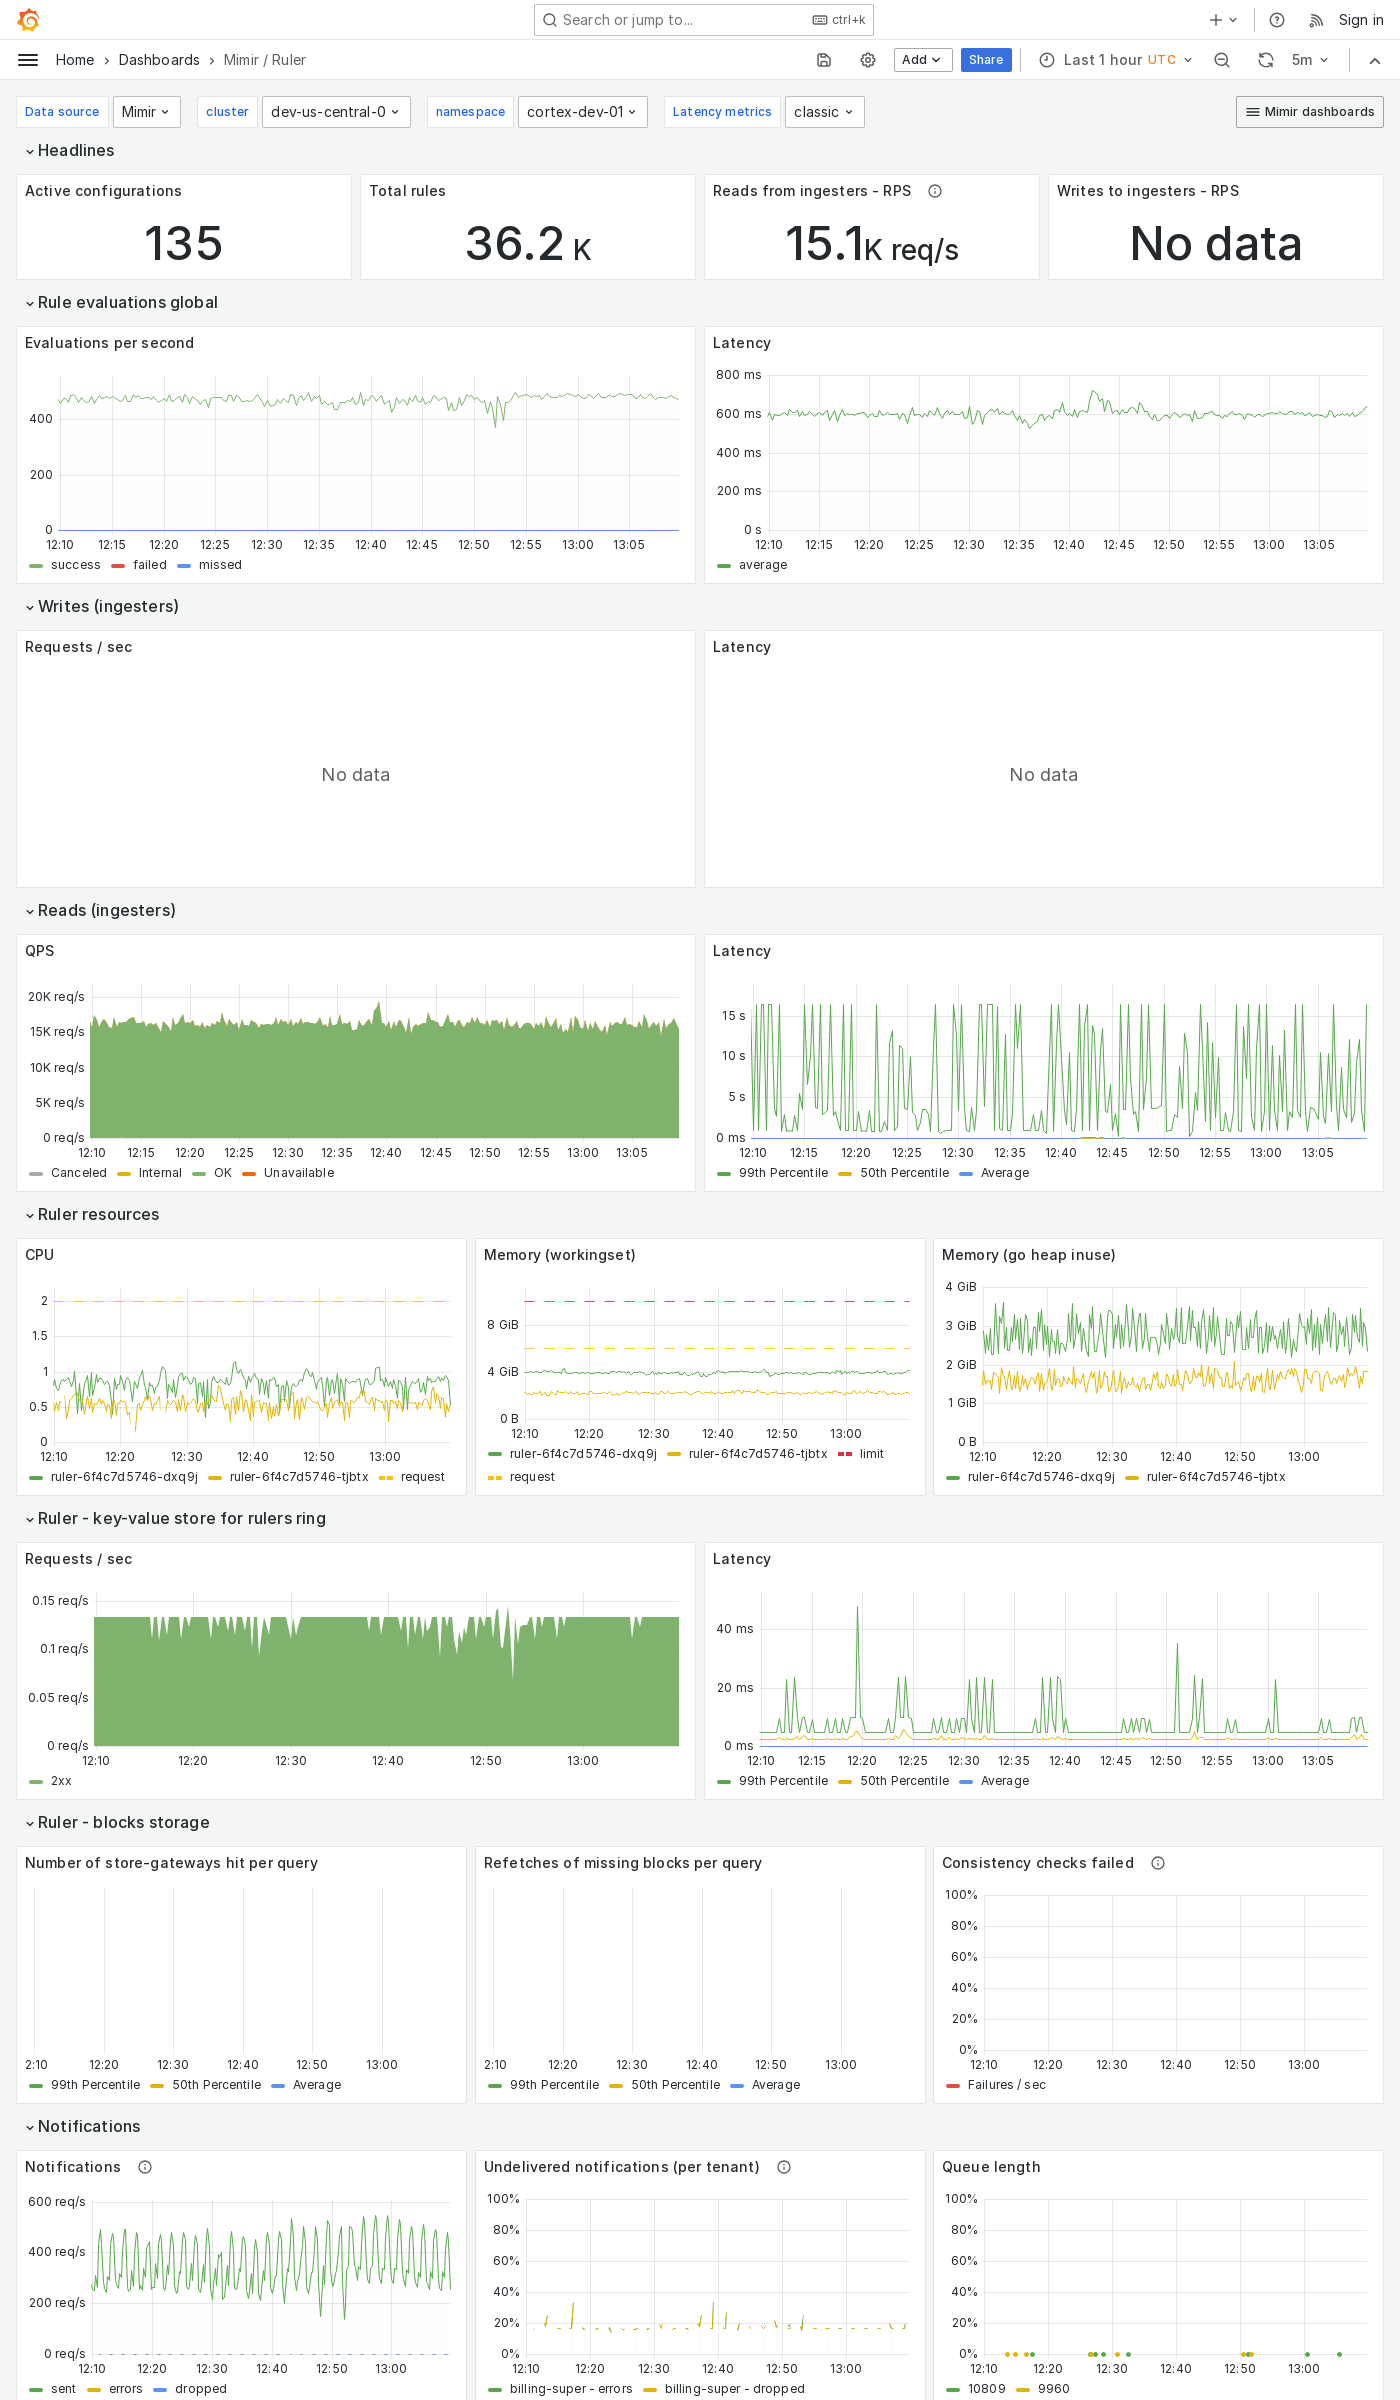 Search or jump to... ctrl+k Sign in
Home Dashboards Mimir / Ruler Add Share Last 1 hour UTC 5m
Data source Mimir cluster dev-us-central-0 namespace cortex-dev-01 Latency metrics classic Mimir dashboards
Headlines
Active configurations Total rules Reads from ingesters - RPS Writes to ingesters - RPS
135 36.2 K 15.1K req/s No data
Rule evaluations global
Evaluations per second
400
200
0
12:10 12:15 12:20 12:25 12:30 12:35 12:40 12:45 12:50 12:55 13:00 13:05
success failed missed
Latency
800 ms
600 ms
400 ms
200 ms
0 s
12:10 12:15 12:20 12:25 12:30 12:35 12:40 12:45 12:50 12:55 13:00 13:05
average
Writes (ingesters)
Requests / sec
No data
Latency
No data
Reads (ingesters)
QPS
20K req/s
15K req/s
10K req/s
5K req/s
0 req/s
12:10 12:15 12:20 12:25 12:30 12:35 12:40 12:45 12:50 12:55 13:00 13:05
Canceled Internal OK Unavailable
Latency
15 s
10 s
5 s
0 ms
12:10 12:15 12:20 12:25 12:30 12:35 12:40 12:45 12:50 12:55 13:00 13:05
99th Percentile 50th Percentile Average
Ruler resources
CPU
2
1.5
1
0.5
0
12:10 12:20 12:30 12:40 12:50 13:00
ruler-6f4c7d5746-dxq9j ruler-6f4c7d5746-tjbtx request
Memory (workingset)
8 GiB
4 GiB
0 B
12:10 12:20 12:30 12:40 12:50 13:00
ruler-6f4c7d5746-dxq9j ruler-6f4c7d5746-tjbtx limit
request
Memory (go heap inuse)
4 GiB
3 GiB
2 GiB
1 GiB
0 B
12:10 12:20 12:30 12:40 12:50 13:00
ruler-6f4c7d5746-dxq9j ruler-6f4c7d5746-tjbtx
Ruler - key-value store for rulers ring
Requests / sec
0.15 req/s
0.1 req/s
0.05 req/s
0 req/s
12:10 12:20 12:30 12:40 12:50 13:00
2xx
Latency
40 ms
20 ms
0 ms
12:10 12:15 12:20 12:25 12:30 12:35 12:40 12:45 12:50 12:55 13:00 13:05
99th Percentile 50th Percentile Average
Ruler - blocks storage
Number of store-gateways hit per query
2:10 12:20 12:30 12:40 12:50 13:00
99th Percentile 50th Percentile Average
Refetches of missing blocks per query
2:10 12:20 12:30 12:40 12:50 13:00
99th Percentile 50th Percentile Average
Consistency checks failed
100%
80%
60%
40%
20%
0%
12:10 12:20 12:30 12:40 12:50 13:00
Failures / sec
Notifications
Notifications
600 req/s
400 req/s
200 req/s
0 req/s
12:10 12:20 12:30 12:40 12:50 13:00
sent errors dropped
Undelivered notifications (per tenant)
100%
80%
60%
40%
20%
0%
12:10 12:20 12:30 12:40 12:50 13:00
billing-super - errors billing-super - dropped
Queue length
100%
80%
60%
40%
20%
0%
12:10 12:20 12:30 12:40 12:50 13:00
10809 9960